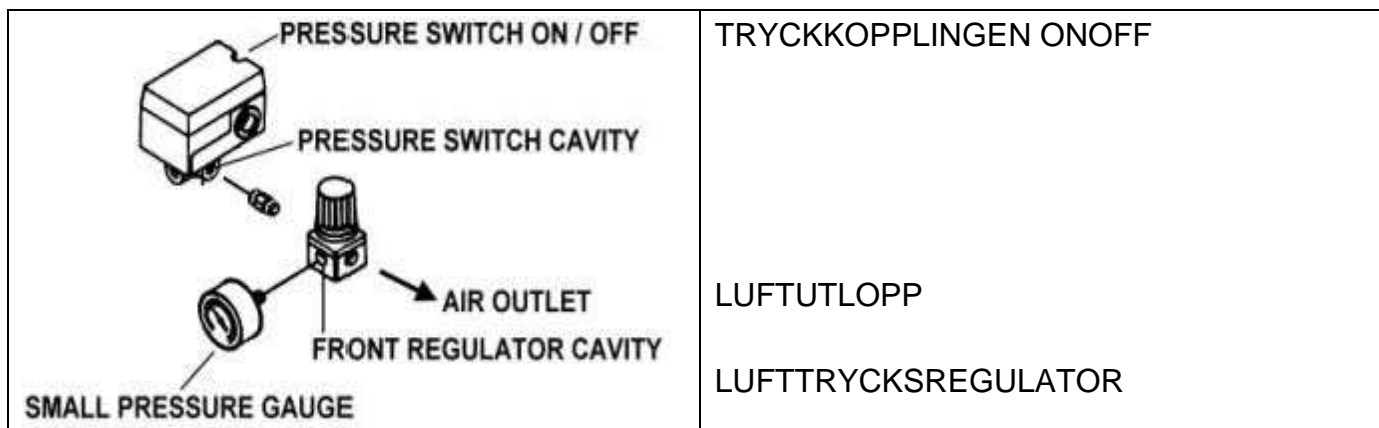 PRESSURE SWITCH ON / OFF
PRESSURE SWITCH CAVITY
AIR OUTLET
FRONT REGULATOR CAVITY
SMALL PRESSURE GAUGE
TRYCKKOPPLINGEN ONOFF
LUFTUTLOPP
LUFTTRYCKSREGULATOR